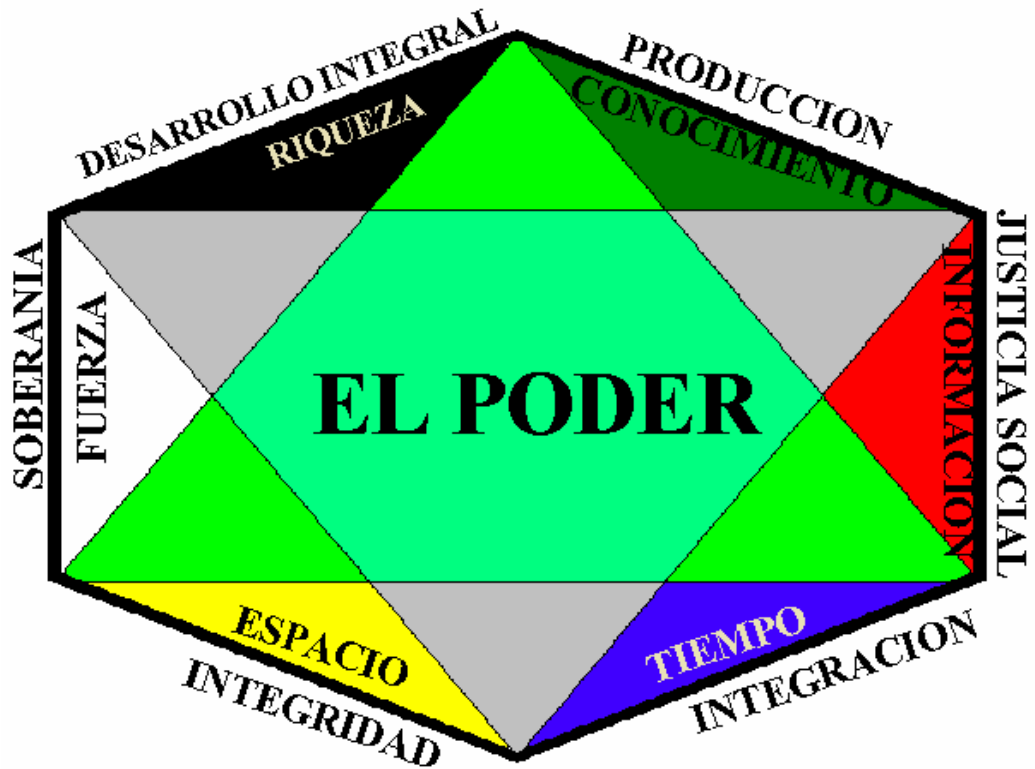 DESARROLLO INTEGRAL
RIQUEZA
PRODUCCION
CONOCIMIENTO
SOBERANIA
FUERZA
EL PODER
INFORMACION
JUSTICIA SOCIAL
ESPACIO
INTEGRIDAD
TIEMPO
INTEGRACION